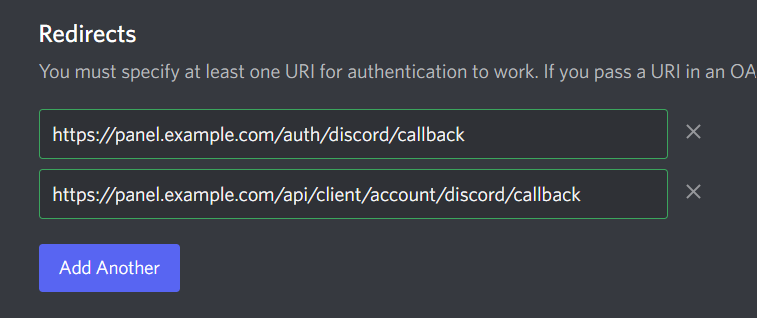 Redirects
You must specify at least one URI for authentication to work. If you pass a URI in an OA
https://panel.example.com/auth/discord/callback
https://panel.example.com/api/client/account/discord/callback
Add Another